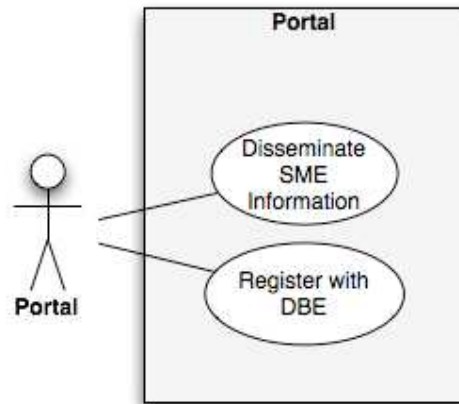 Portal
Disseminate
SME
Information
Register with
DBE
Portal